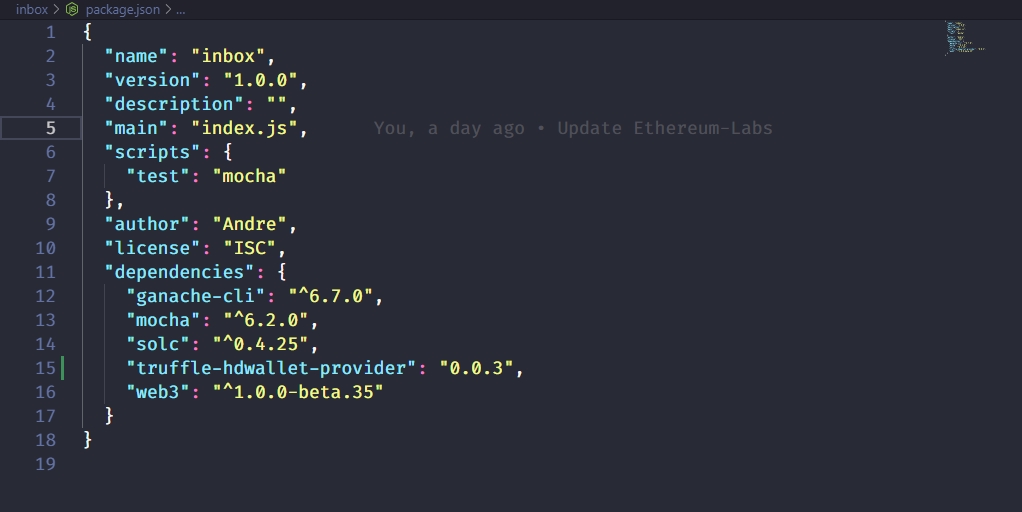 inbox > package.json > ...
1 {
2 "name": "inbox",
3 "version": "1.0.0",
4 "description": "",
5 "main": "index.js", You, a day ago • Update Ethereum-Labs
6 "scripts": {
7 "test": "mocha"
8 },
9 "author": "Andre",
10 "license": "ISC",
11 "dependencies": {
12 "ganache-cli": "^6.7.0",
13 "mocha": "^6.2.0",
14 "solc": "^0.4.25",
15 "truffle-hdwallet-provider": "0.0.3",
16 "web3": "^1.0.0-beta.35"
17 }
18 }
19